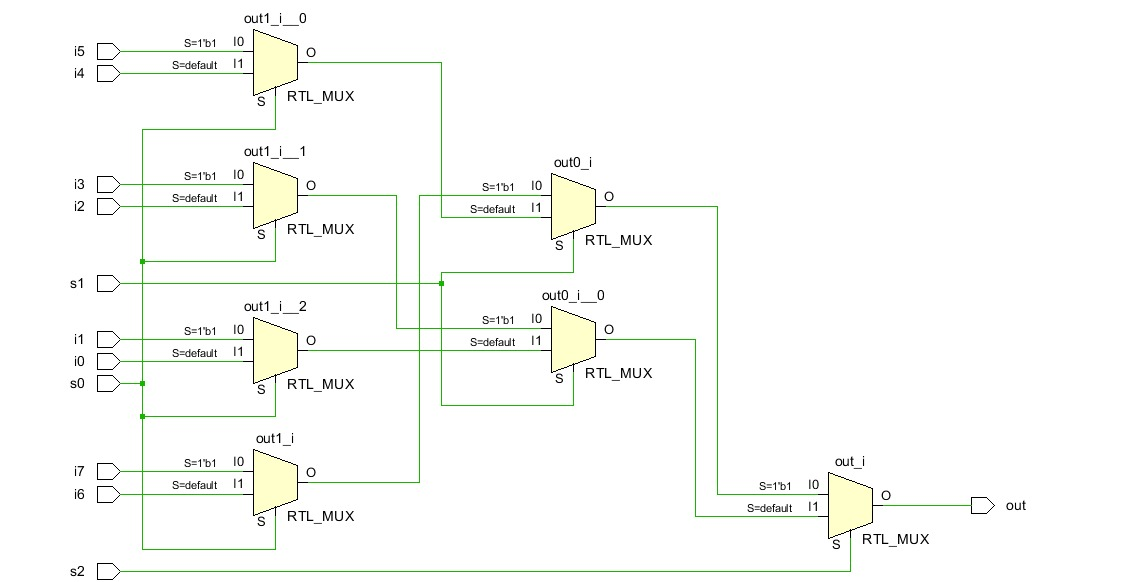 out1_i__0
i5 S=1'b1 I0 O
i4 S=default I1
S RTL_MUX
out1_i__1
i3 S=1'b1 I0 O
i2 S=default I1
S RTL_MUX
out0_i
S=1'b1 I0 O
S=default I1
S RTL_MUX
s1
out1_i__2
i1 S=1'b1 I0 O
i0 S=default I1
s0 S RTL_MUX
out0_i__0
S=1'b1 I0 O
S=default I1
S RTL_MUX
out1_i
i7 S=1'b1 I0 O
i6 S=default I1
S RTL_MUX
out_i
S=1'b1 I0 O
S=default I1 out
S RTL_MUX
s2